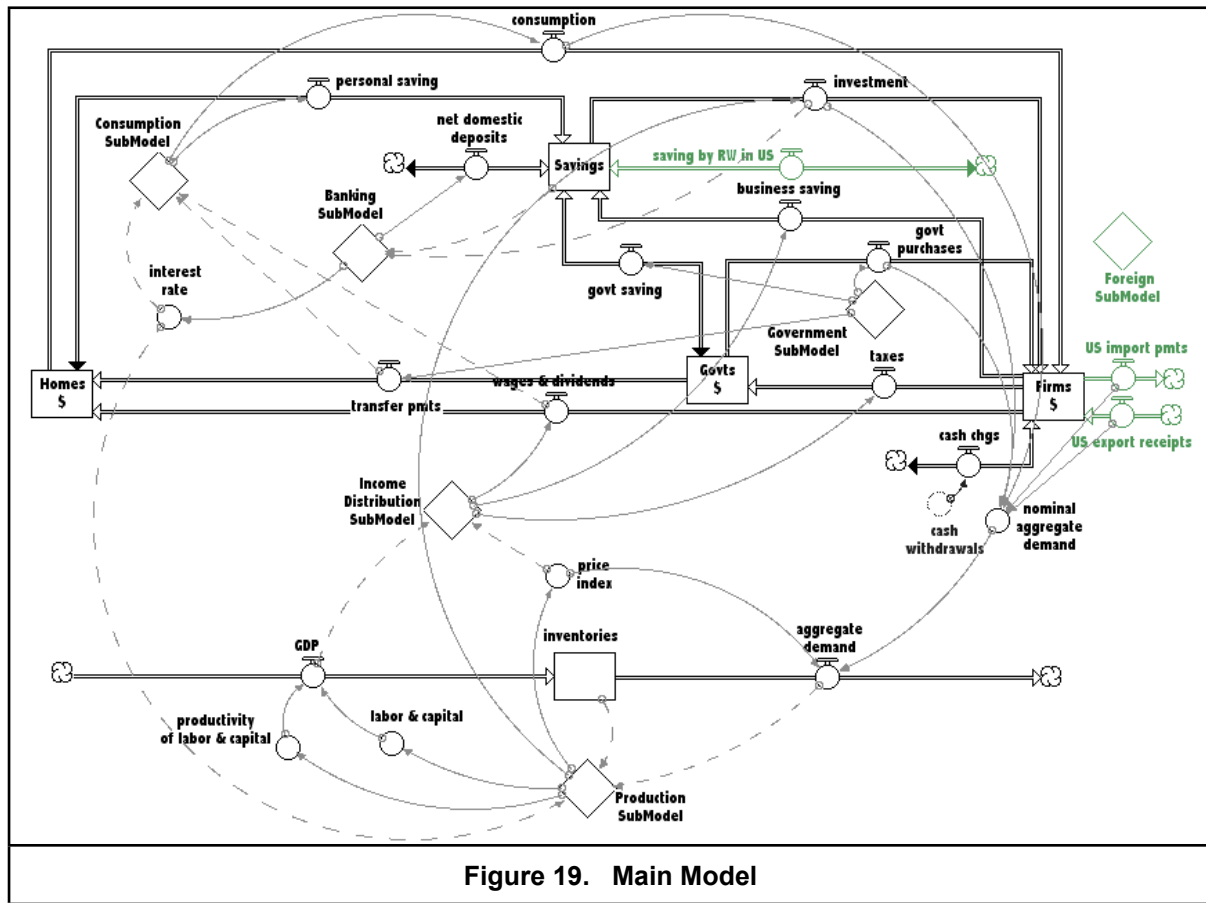 consumption
personal saving
investment
Consumption
SubModel
net domestic
deposits
Savings
saving by RW in US
business saving
Banking
SubModel
govt
purchases
Foreign
SubModel
interest
rate
govt saving
Government
SubModel
US import pmts
Homes
$
wages & dividends
Govts
$
taxes
Firms
$
transfer pmts
US export receipts
cash chgs
Income
Distribution
SubModel
cash
withdrawals
nominal
aggregate
demand
price
index
GDP
inventories
aggregate
demand
productivity
of labor & capital
labor & capital
Production
SubModel
Figure 19. Main Model